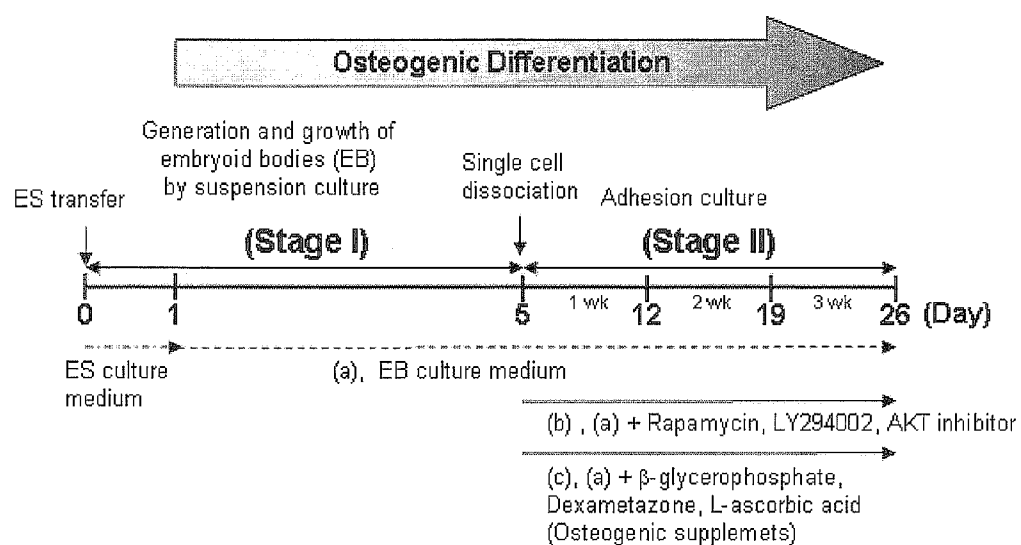 Osteogenic Differentiation
Generation and growth of
embryoid bodies (EB)
by suspension culture
Single cell
dissociation
ES transfer
Adhesion culture
(Stage I)
(Stage II)
0 1 5 1 wk 12 2 wk 19 3 wk 26 (Day)
ES culture
medium
(a), EB culture medium
(b) , (a) + Rapamycin, LY294002, AKT inhibitor
(c), (a) + β-glycerophosphate,
Dexametazone, L-ascorbic acid
(Osteogenic supplemets)